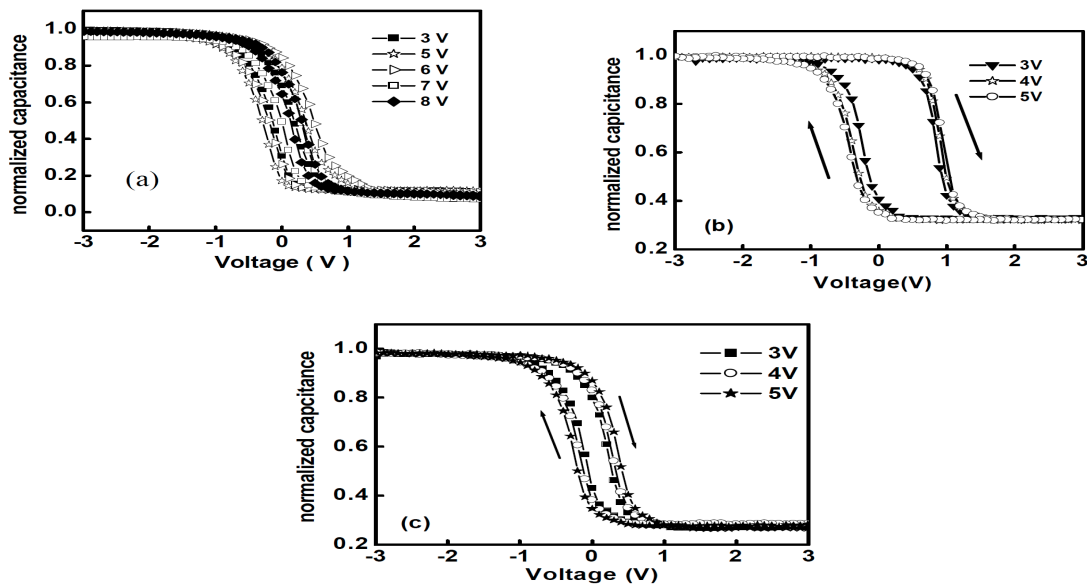 normalized capacitance
1.0
0.8
0.6
0.4
0.2
0.0
3 V
5 V
6 V
7 V
8 V
(a)
-3 -2 -1 0 1 2 3
Voltage ( V )
normalized capicitance
1.0
0.8
0.6
0.4
0.2
3V
4V
5V
(b)
-3 -2 -1 0 1 2 3
Voltage(V)
normalized capcitance
1.0
0.8
0.6
0.4
0.2
3V
4V
5V
(c)
-3 -2 -1 0 1 2 3
Voltage (V)